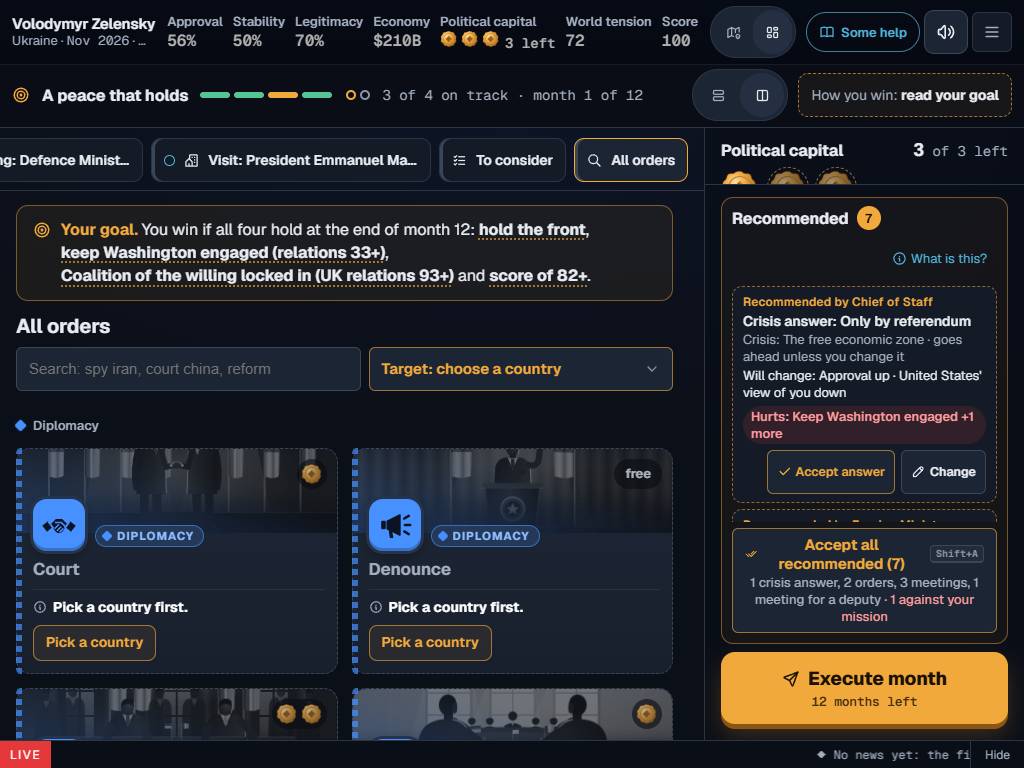 Volodymyr Zelensky
Ukraine · Nov 2026 · …
Approval
56%
Stability
50%
Legitimacy
70%
Economy
$210B
Political capital
3 left
World tension
72
Score
100
Some help
A peace that holds
3 of 4 on track · month 1 of 12
How you win: read your goal
ng: Defence Minist…
Visit: President Emmanuel Ma…
To consider
All orders
Your goal. You win if all four hold at the end of month 12: hold the front,
keep Washington engaged (relations 33+),
Coalition of the willing locked in (UK relations 93+) and score of 82+.
All orders
Search: spy iran, court china, reform
Target: choose a country
Diplomacy
DIPLOMACY
Court
Pick a country first.
Pick a country
free
DIPLOMACY
Denounce
Pick a country first.
Pick a country
Political capital
3 of 3 left
Recommended 7
What is this?
Recommended by Chief of Staff
Crisis answer: Only by referendum
Crisis: The free economic zone · goes
ahead unless you change it
Will change: Approval up · United States'
view of you down
Hurts: Keep Washington engaged +1
more
Accept answer
Change
Accept all
recommended (7)
Shift+A
1 crisis answer, 2 orders, 3 meetings, 1
meeting for a deputy · 1 against your
mission
Execute month
12 months left
LIVE
No news yet: the fi
Hide